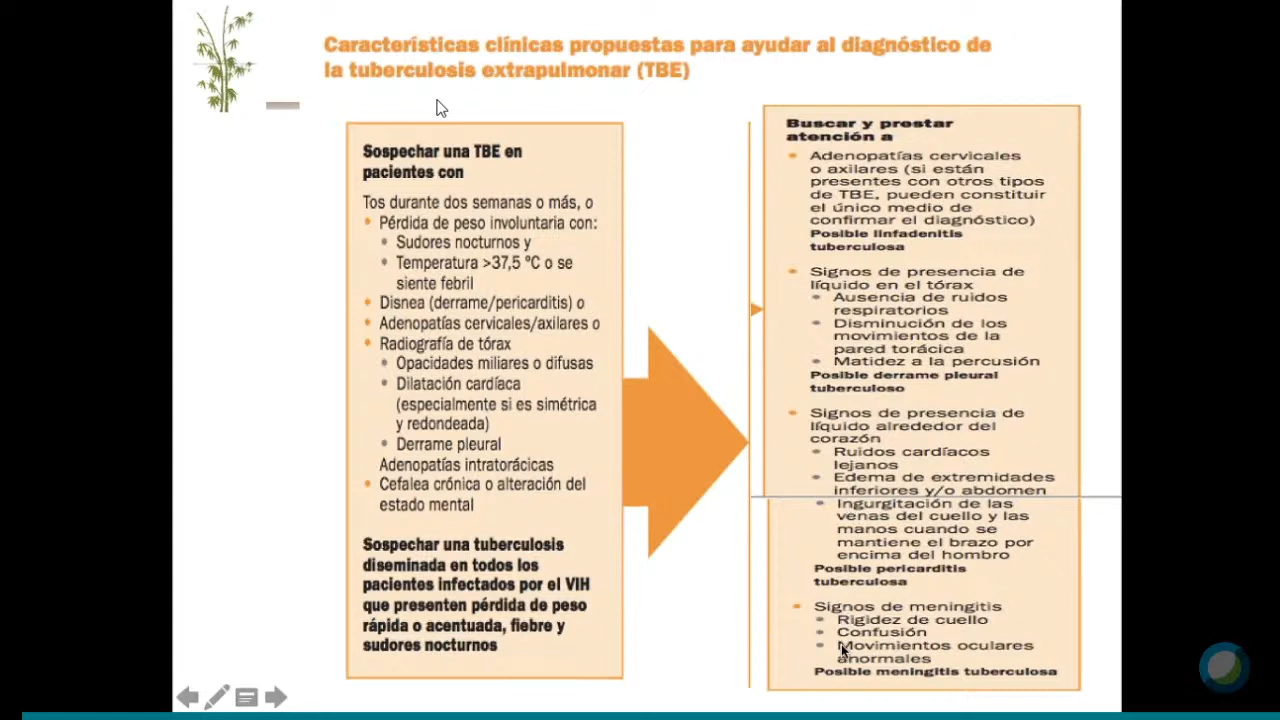 Características clínicas propuestas para ayudar al diagnóstico de
la tuberculosis extrapulmonar (TBE)
Sospechar una TBE en
pacientes con
Tos durante dos semanas o más, o
Pérdida de peso involuntaria con:
Sudores nocturnos y
Temperatura >37,5 ºC o se
siente febril
Disnea (derrame/pericarditis) o
Adenopatías cervicales/axilares o
Radiografía de tórax
Opacidades miliares o difusas
Dilatación cardíaca
(especialmente si es simétrica
y redondeada)
Derrame pleural
Adenopatías intratorácicas
Cefalea crónica o alteración del
estado mental
Sospechar una tuberculosis
diseminada en todos los
pacientes infectados por el VIH
que presenten pérdida de peso
rápida o acentuada, fiebre y
sudores nocturnos
Buscar y prestar
atención a
Adenopatías cervicales
o axilares (si están
presentes con otros tipos
de TBE, pueden constituir
el único medio de
confirmar el diagnóstico)
Posible linfadenitis
tuberculosa
Signos de presencia de
líquido en el tórax
Ausencia de ruidos
respiratorios
Disminución de los
movimientos de la
pared torácica
Matidez a la percusión
Posible derrame pleural
tuberculoso
Signos de presencia de
líquido alrededor del
corazón
Ruidos cardíacos
lejanos
Edema de extremidades
inferiores y/o abdomen
Ingurgitación de las
venas del cuello y las
manos cuando se
mantiene el brazo por
encima del hombro
Posible pericarditis
tuberculosa
Signos de meningitis
Rigidez de cuello
Confusión
Movimientos oculares
anormales
Posible meningitis tuberculosa